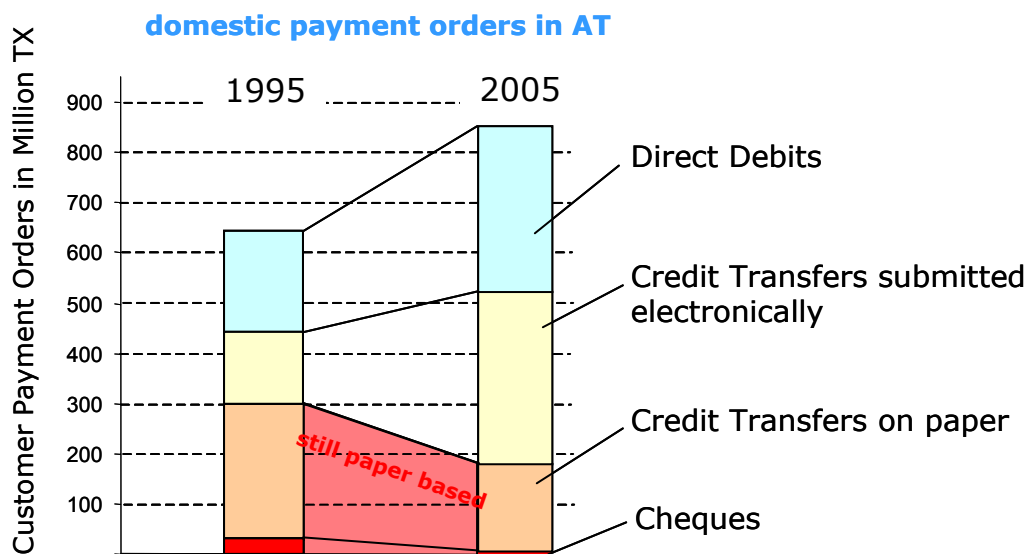 domestic payment orders in AT
Customer Payment Orders in Million TX
1995
2005
900
800
700
600
500
400
300
200
100
Direct Debits
Credit Transfers submitted
electronically
Credit Transfers on paper
still paper based
Cheques